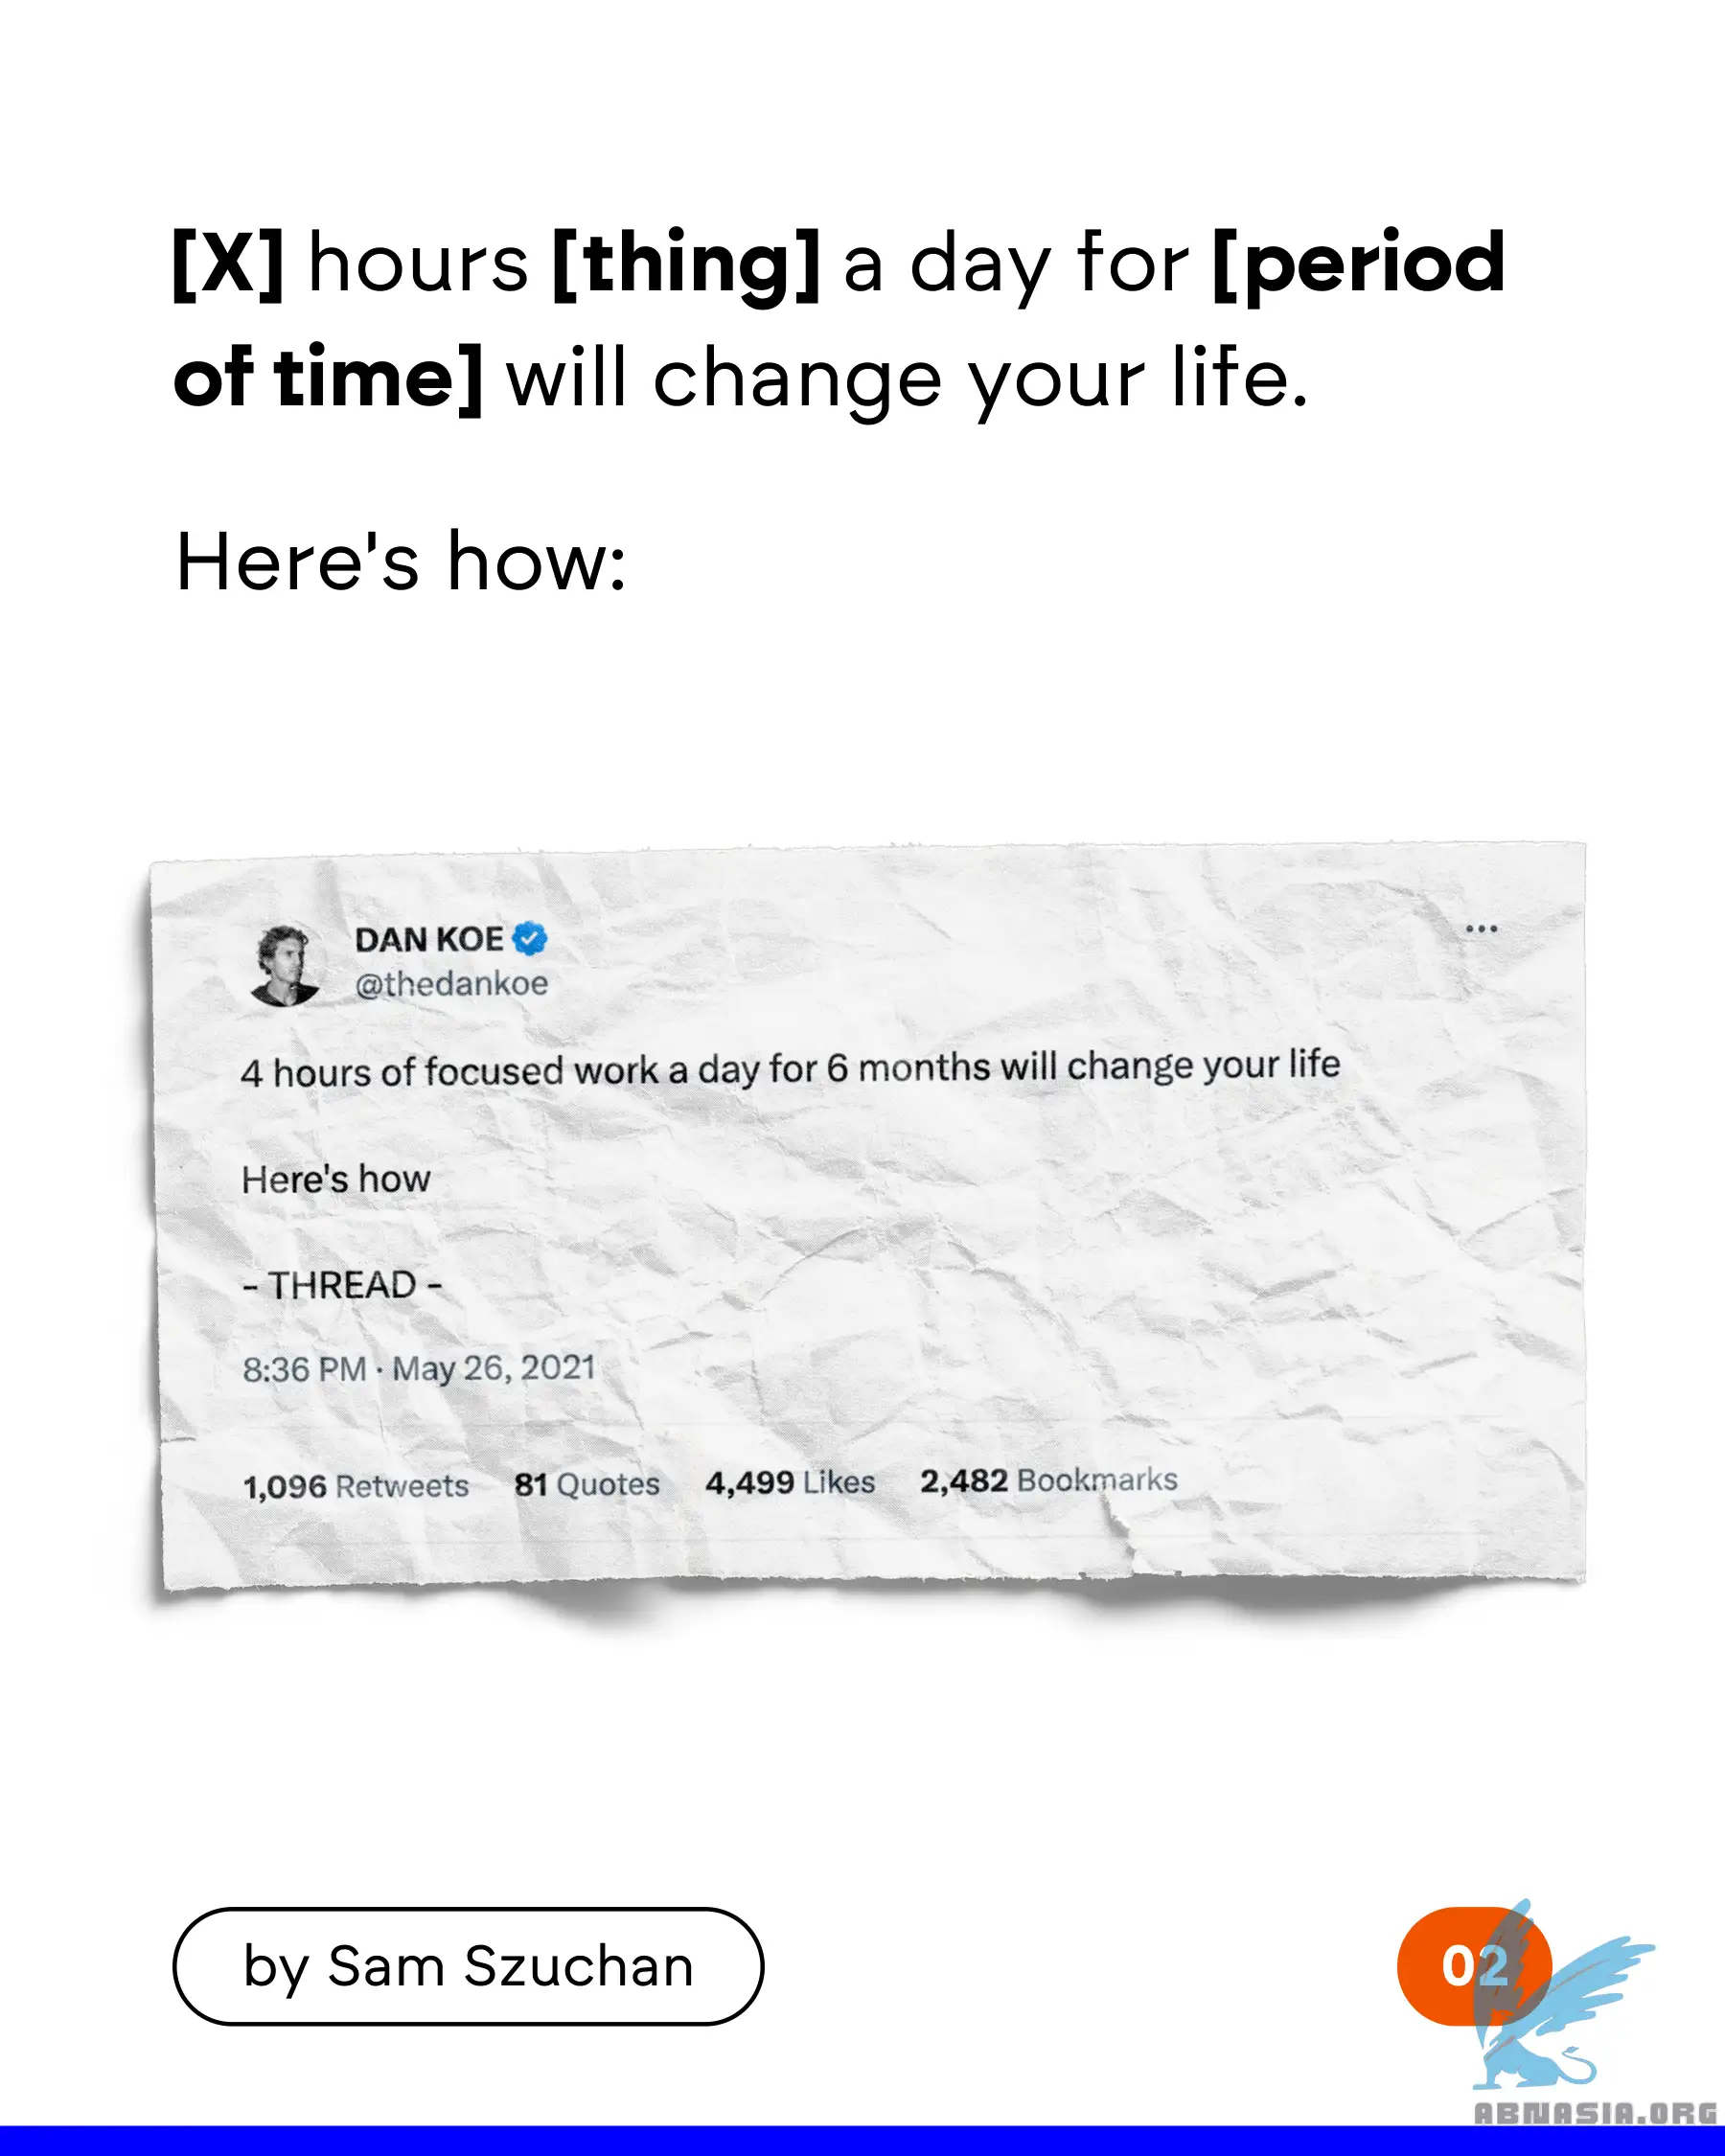 [X] hours [thing] a day for [period
of time] will change your life.
Here's how:
DAN KOE
@thedankoe
4 hours of focused work a day for 6 months will change your life
Here's how
- THREAD -
8:36 PM · May 26, 2021
1,096 Retweets 81 Quotes 4,499 Likes 2,482 Bookmarks
by Sam Szuchan
02
ABNASIA.ORG